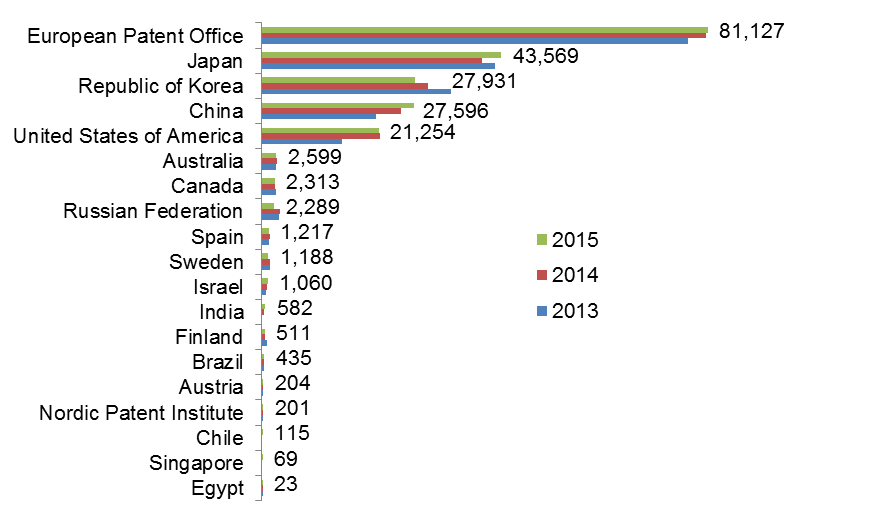 European Patent Office 81,127
Japan 43,569
Republic of Korea 27,931
China 27,596
United States of America 21,254
Australia 2,599
Canada 2,313
Russian Federation 2,289
Spain 1,217
Sweden 1,188
Israel 1,060
India 582
Finland 511
Brazil 435
Austria 204
Nordic Patent Institute 201
Chile 115
Singapore 69
Egypt 23
2015
2014
2013